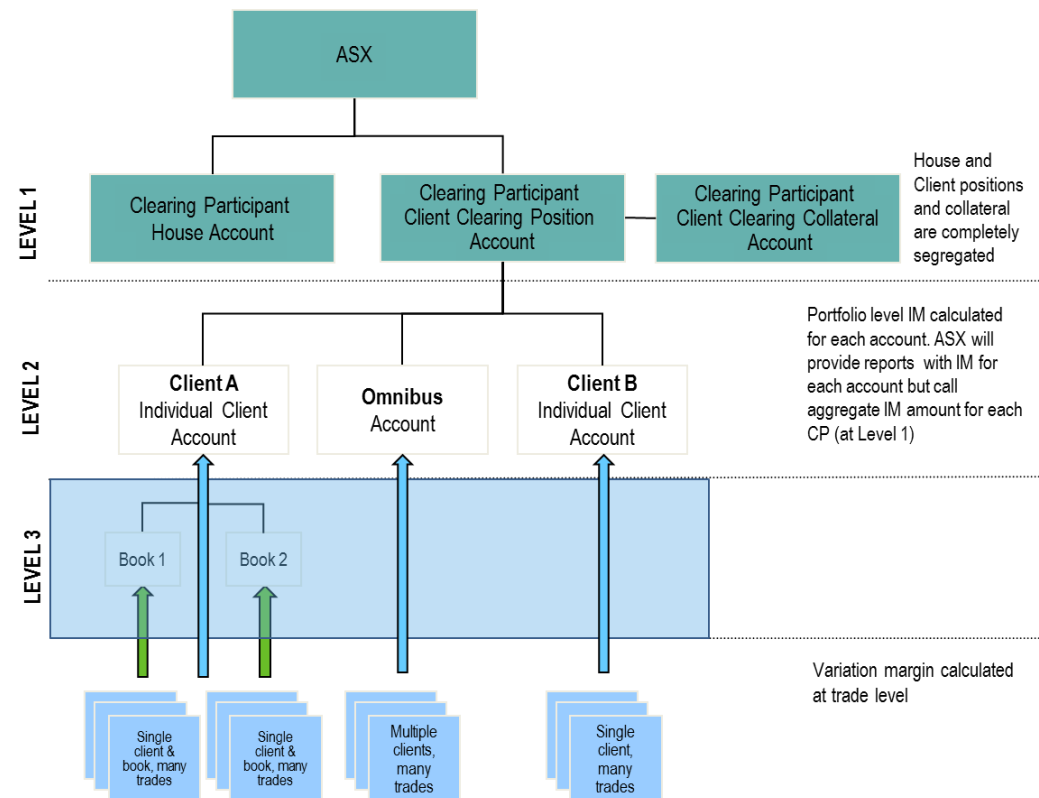 ASX
LEVEL 1
Clearing Participant
House Account
Clearing Participant
Client Clearing Position
Account
Clearing Participant
Client Clearing Collateral
Account
House and
Client positions
and collateral
are completely
segregated
LEVEL 2
Client A
Individual Client
Account
Omnibus
Account
Client B
Individual Client
Account
Portfolio level IM calculated
for each account. ASX will
provide reports with IM for
each account but call
aggregate IM amount for each
CP (at Level 1)
LEVEL 3
Book 1
Book 2
Variation margin calculated
at trade level
Single
client &
book, many
trades
Single
client &
book, many
trades
Multiple
clients,
many
trades
Single
client,
many
trades